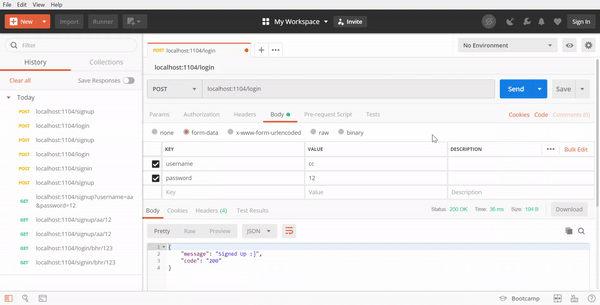 File Edit View Help
New Import Runner My Workspace Invite Sign In
Filter
History Collections
Clear all Save Responses
Today
POST localhost:1104/signup
POST localhost:1104/login
POST localhost:1104/signup
POST localhost:1104/login
POST localhost:1104/signin
POST localhost:1104/signup
GET localhost:1104/signup?username=aa
&password=12
GET localhost:1104/signup/aa/12
GET localhost:1104/signup/aa/12
GET localhost:1104/login/bhr/123
GET localhost:1104/signin/bhr/123
POST localhost:1104/login
No Environment
localhost:1104/login
POST localhost:1104/login Send Save
Params Authorization Headers Body Pre-request Script Tests Cookies Code Comments (0)
none form-data x-www-form-urlencoded raw binary
KEY VALUE DESCRIPTION Bulk Edit
username cc
password 12
Key Value Description
Body Cookies Headers (6) Test Results Status: 200 OK Time: 36 ms Size: 194 B Download
Pretty Raw Preview JSON
1 {
2 "message": "Signed Up :]",
3 "code": "200"
4 }
Bootcamp